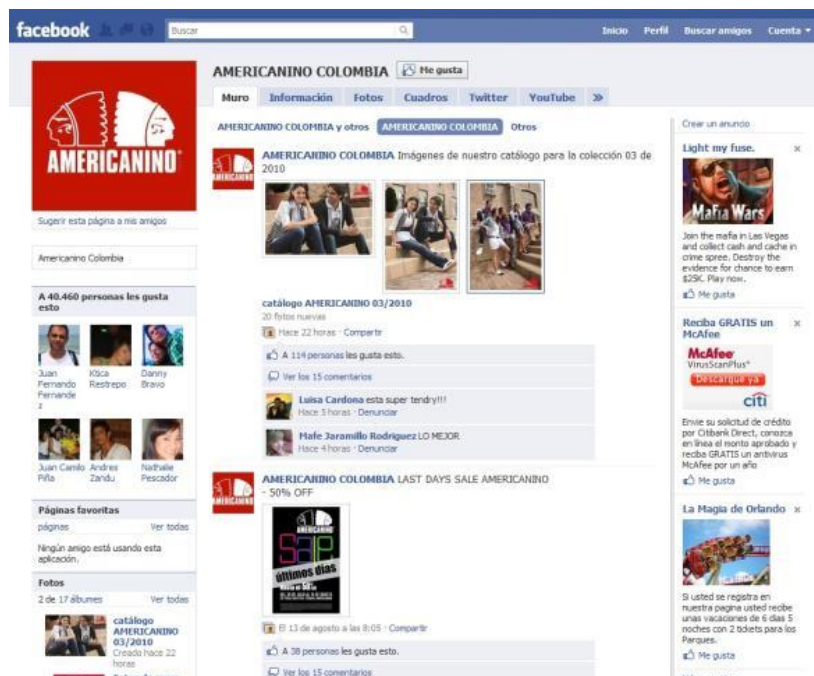 facebook
Buscar
Inicio Perfil Buscar amigos Cuenta
AMERICANINO COLOMBIA Me gusta
Muro Información Fotos Cuadros Twitter YouTube »
AMERICANINO COLOMBIA y otros AMERICANINO COLOMBIA Otros
AMERICANINO
Sugerir esta página a mis amigos
Americanino Colombia
A 40.460 personas les gusta
esto
Juan
Fernando
Fernande
z
Ktica
Restrepo
Danny
Bravo
Juan Camilo
Piña
Andres
Zandu
Nathalie
Pescador
Páginas favoritas
páginas Ver todas
Ningún amigo está usando esta
aplicación.
Fotos
2 de 17 álbumes Ver todas
catálogo
AMERICANINO
03/2010
Creada hace 22
horas
AMERICANINO
AMERICANINO COLOMBIA Imágenes de nuestro catálogo para la colección 03 de
2010
catálogo AMERICANINO 03/2010
20 fotos nuevas
Hace 22 horas · Compartir
A 114 personas les gusta esto.
Ver los 15 comentarios
Luisa Cardona esta super tendry!!!
Hace 3 horas · Denunciar
Mafe Jaramillo Rodriguez LO MEJOR
Hace 4 horas · Denunciar
AMERICANINO
AMERICANINO COLOMBIA LAST DAYS SALE AMERICANINO
- 50% OFF
AMERICANINO
Sale
últimos días
El 13 de agosto a las 8:05 · Compartir
A 38 personas les gusta esto.
Ver los 15 comentarios
Crear un anuncio
Light my fuse. ×
Mafia Wars
Join the mafia in Las Vegas
and collect cash and cache in
crime spree. Destroy the
evidence for chance to earn
$25K. Play now.
Me gusta
Reciba GRATIS un ×
McAfee
McAfee
VirusScanPlus
Descargue ya
citi
Envie su solicitud de crédito
por Citibank Direct, conozca
en línea el monto aprobado y
reciba GRATIS un antivirus
McAfee por un año
Me gusta
La Magia de Orlando ×
Si usted se registra en
nuestra pagina usted recibe
unas vacaciones de 6 dias 5
noches con 2 tickets para los
Parques.
Me gusta